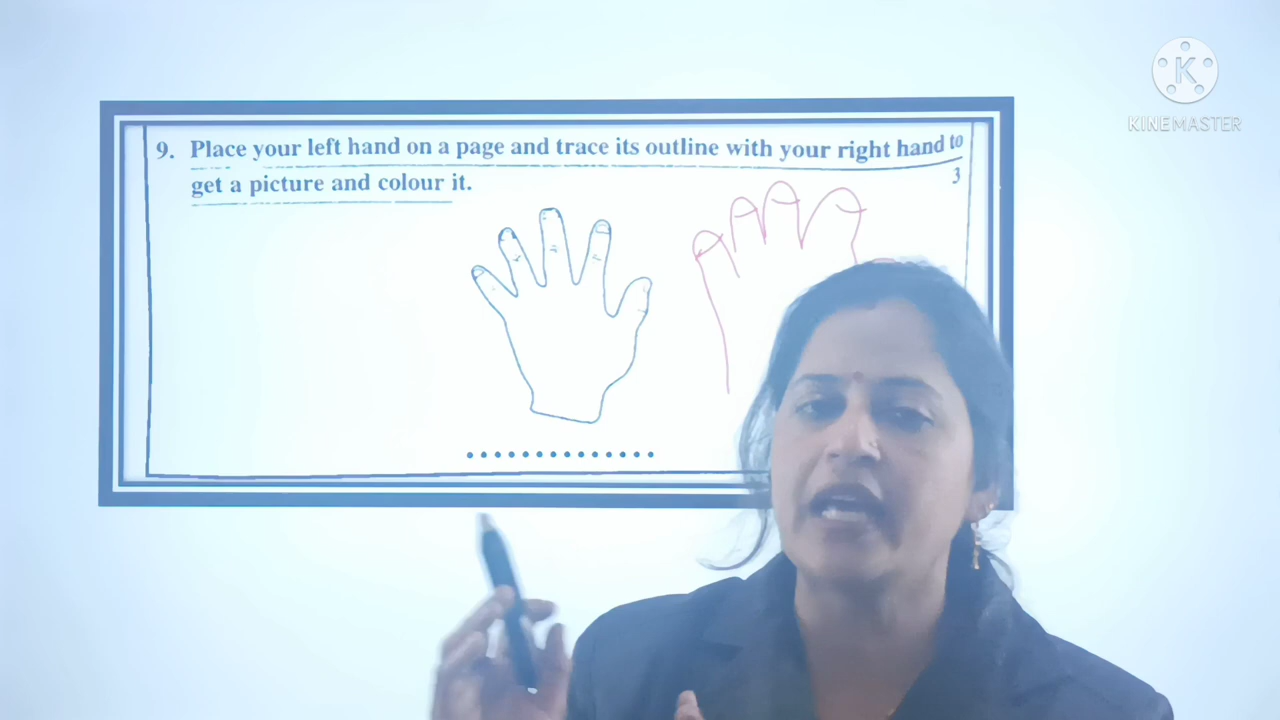 K
KINEMASTER
9. Place your left hand on a page and trace its outline with your right hand to
get a picture and colour it.
3
.............